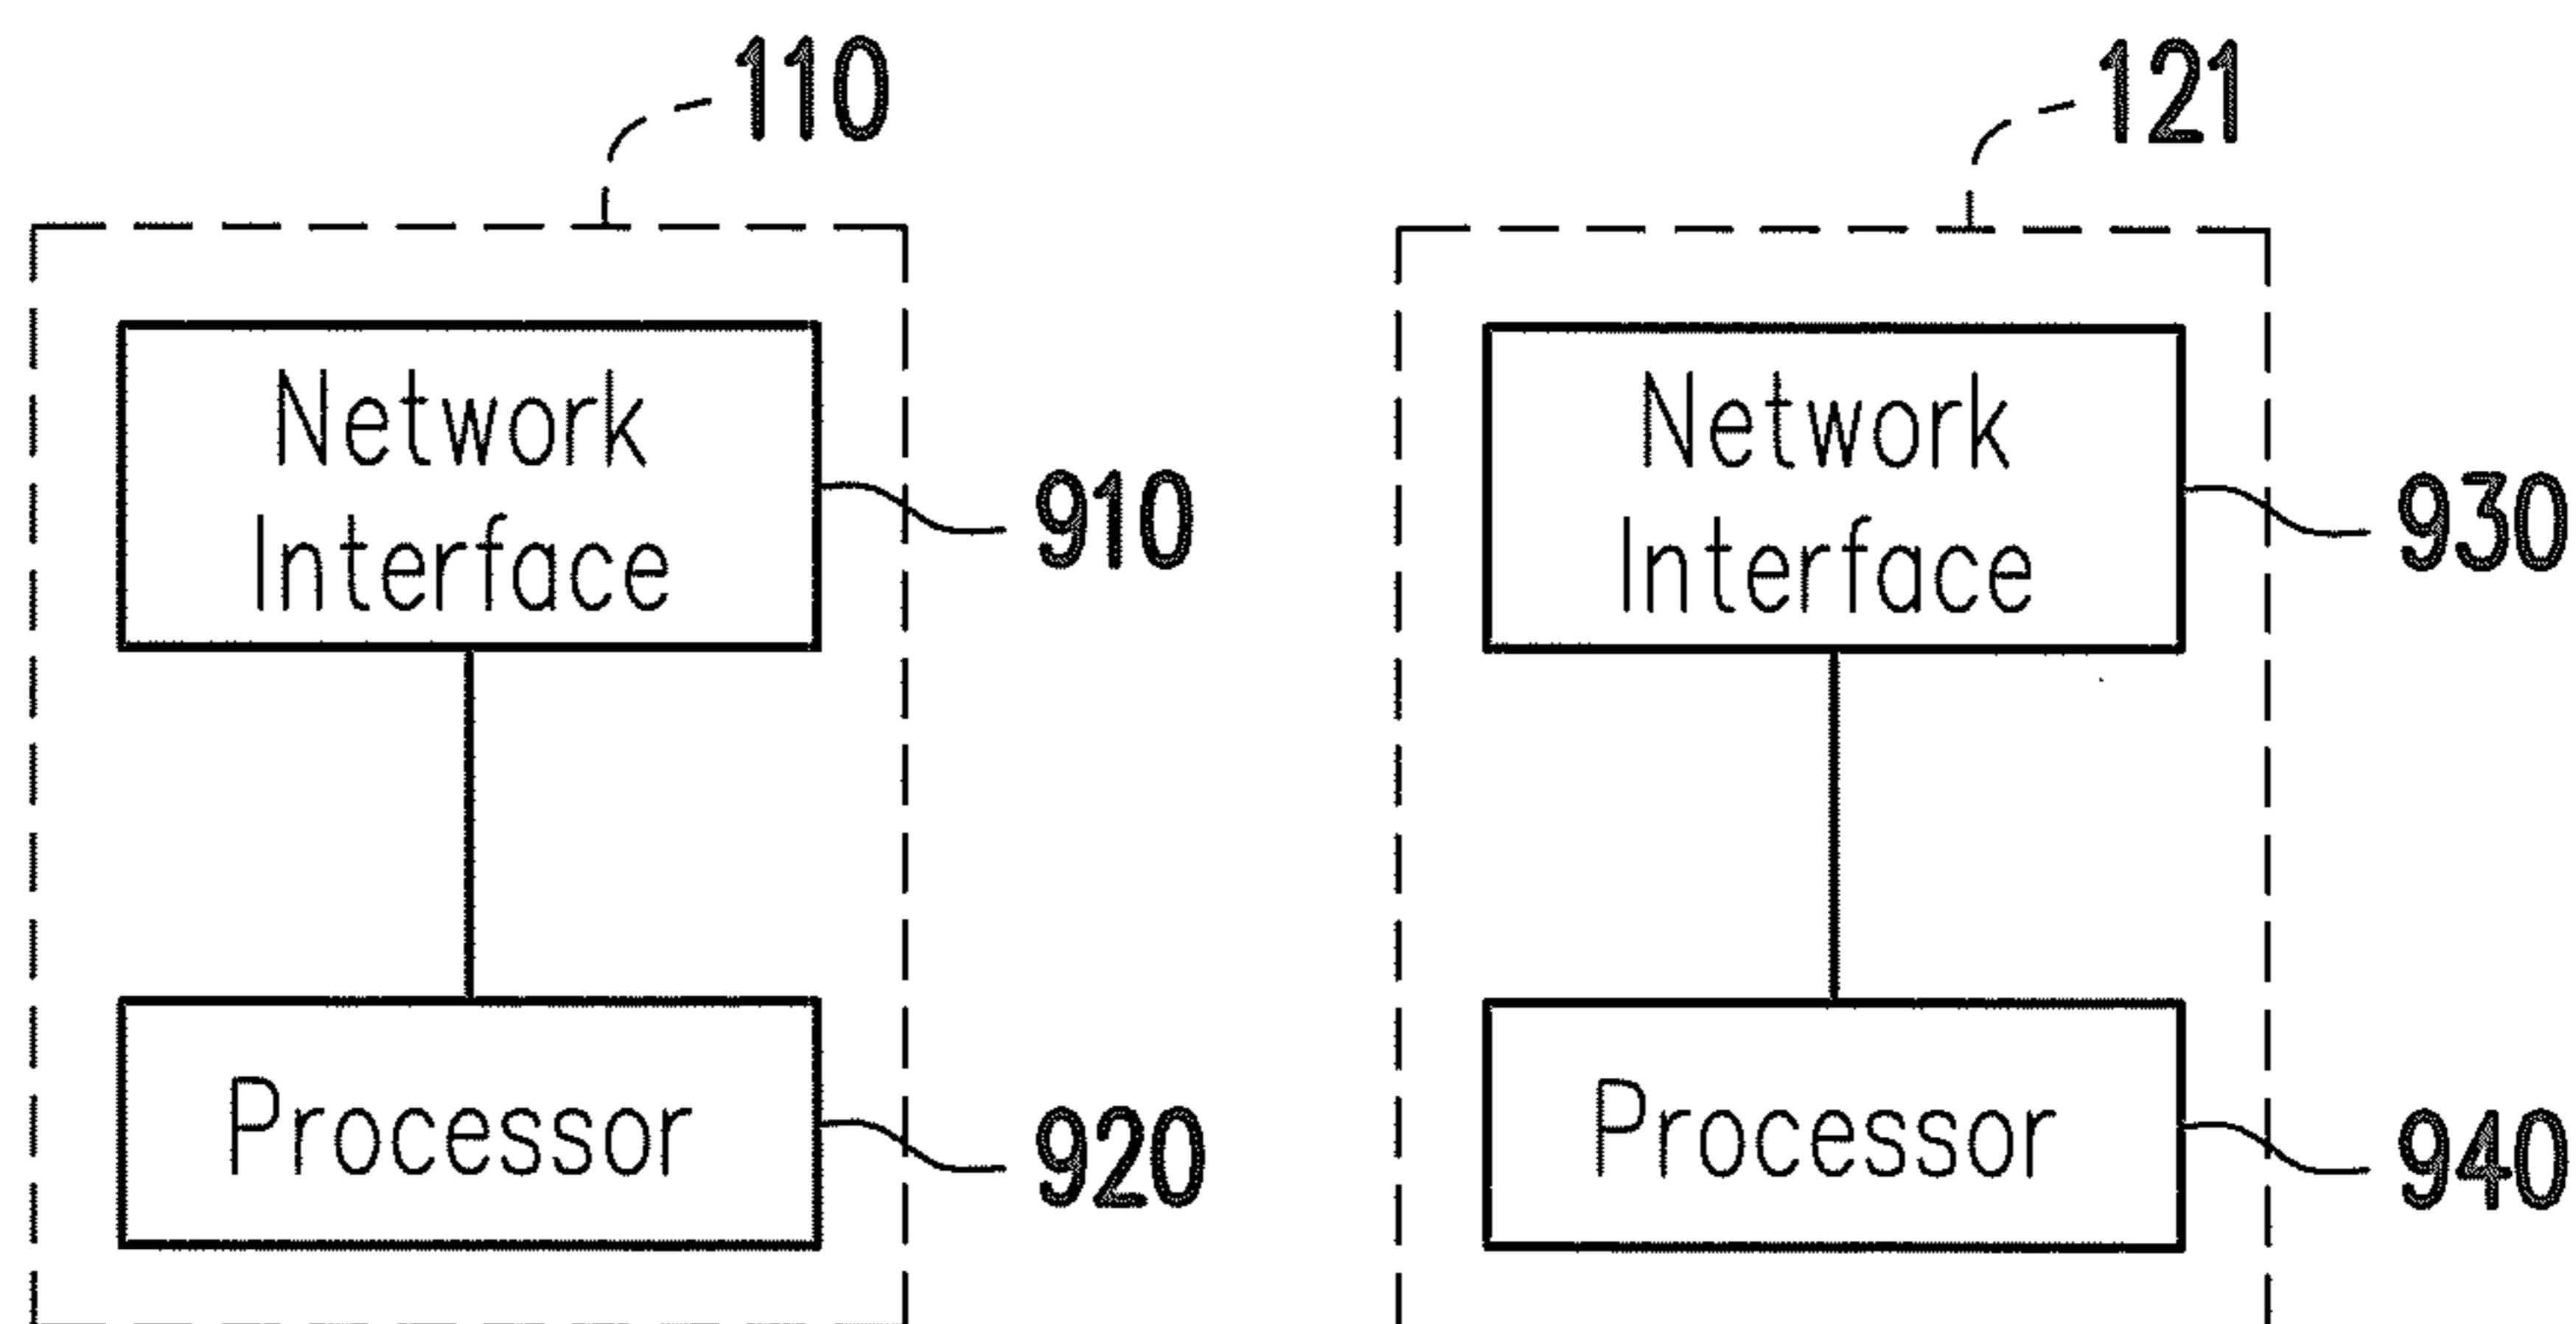 110
Network
Interface
910
Processor
920
121
Network
Interface
930
Processor
940